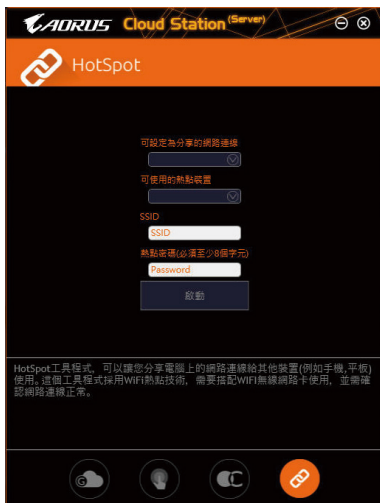 AORUS Cloud Station (Server)
HotSpot
可設定為分享的網路連線
可使用的熱點裝置
SSID
SSID
熱點密碼(必須至少8個字元)
Password
啟動
HotSpot工具程式，可以讓您分享電腦上的網路連線給其他裝置(例如手機,平板)
使用。這個工具程式採用WiFi熱點技術，需要搭配WIFI無線網路卡使用，並需確
認網路連線正常。
G